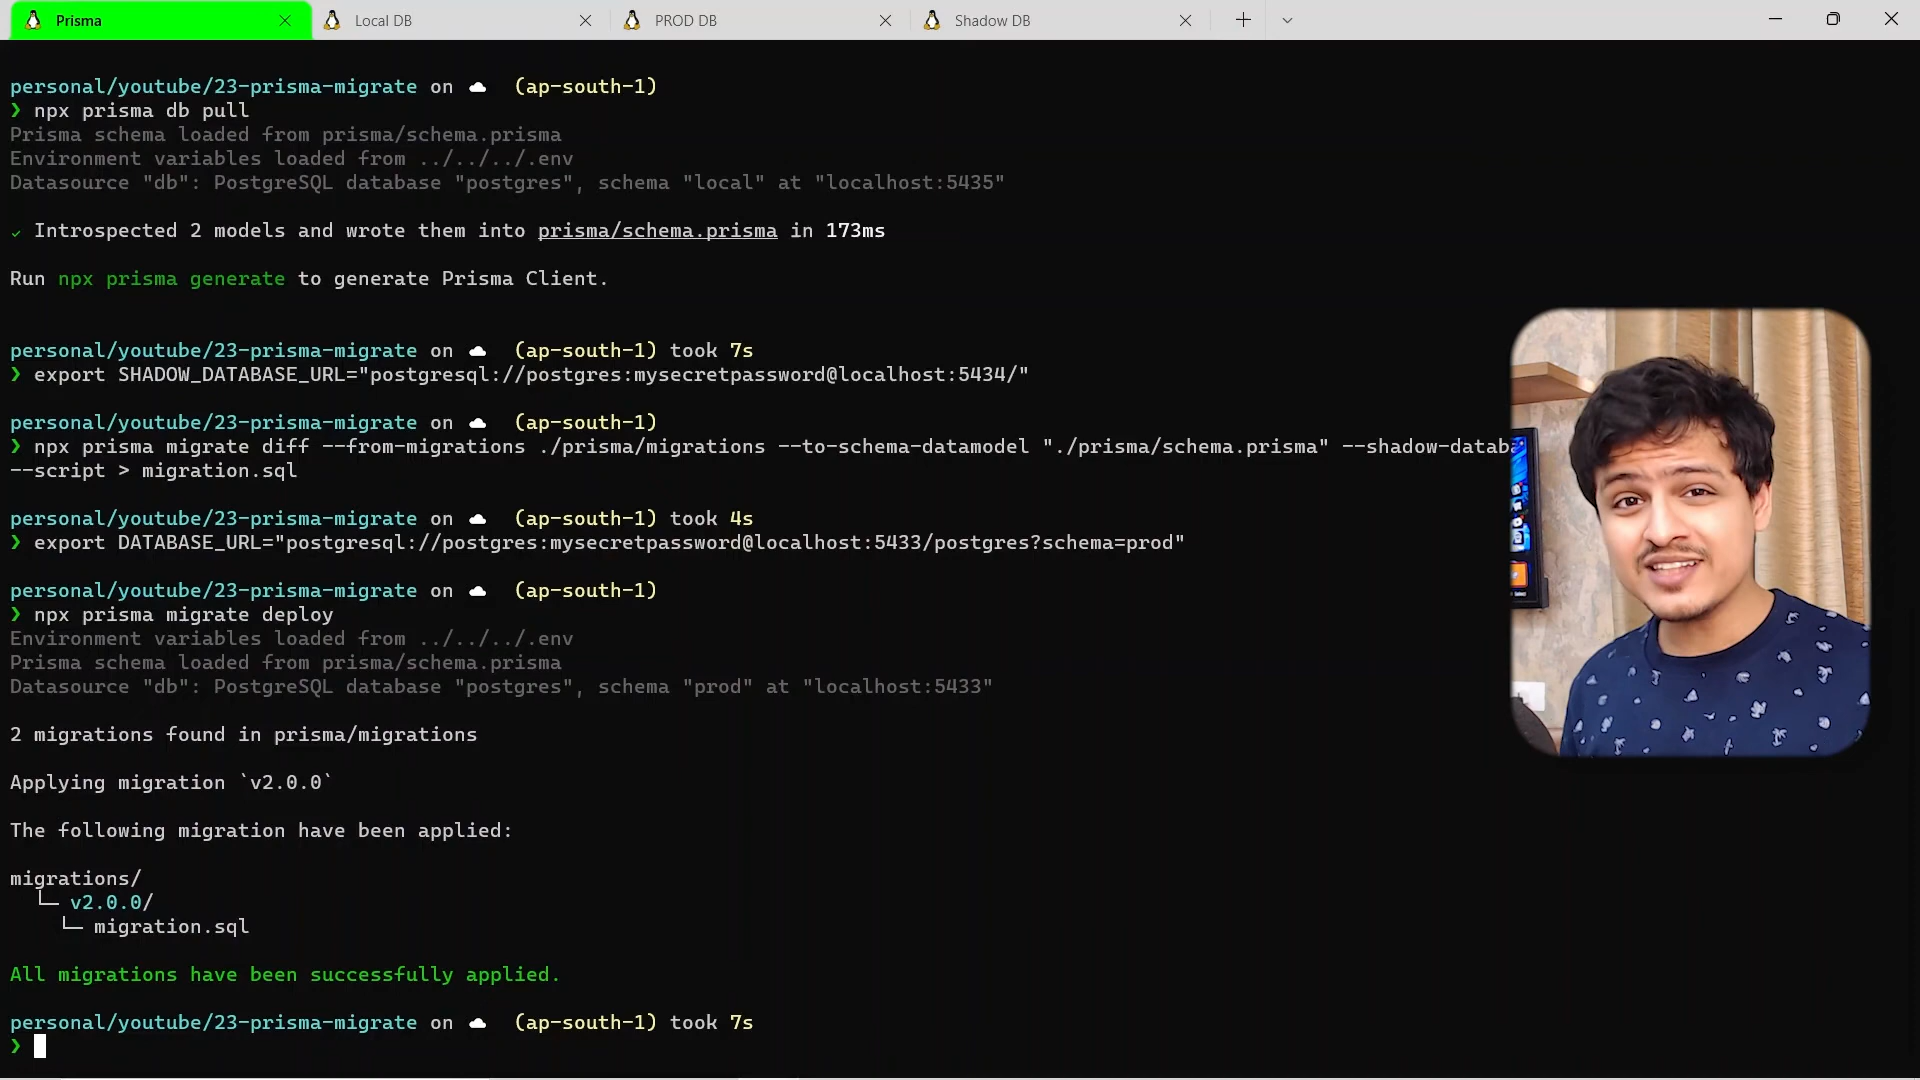 Prisma
Local DB
PROD DB
Shadow DB
personal/youtube/23-prisma-migrate on (ap-south-1)
❯ npx prisma db pull
Prisma schema loaded from prisma/schema.prisma
Environment variables loaded from ../../../.env
Datasource "db": PostgreSQL database "postgres", schema "local" at "localhost:5435"
✓ Introspected 2 models and wrote them into prisma/schema.prisma in 173ms
Run npx prisma generate to generate Prisma Client.
personal/youtube/23-prisma-migrate on (ap-south-1) took 7s
❯ export SHADOW_DATABASE_URL="postgresql://postgres:mysecretpassword@localhost:5434/"
personal/youtube/23-prisma-migrate on (ap-south-1)
❯ npx prisma migrate diff --from-migrations ./prisma/migrations --to-schema-datamodel "./prisma/schema.prisma" --shadow-databa
--script > migration.sql
personal/youtube/23-prisma-migrate on (ap-south-1) took 4s
❯ export DATABASE_URL="postgresql://postgres:mysecretpassword@localhost:5433/postgres?schema=prod"
personal/youtube/23-prisma-migrate on (ap-south-1)
❯ npx prisma migrate deploy
Environment variables loaded from ../../../.env
Prisma schema loaded from prisma/schema.prisma
Datasource "db": PostgreSQL database "postgres", schema "prod" at "localhost:5433"
2 migrations found in prisma/migrations
Applying migration `v2.0.0`
The following migration have been applied:
migrations/
└─ v2.0.0/
└─ migration.sql
All migrations have been successfully applied.
personal/youtube/23-prisma-migrate on (ap-south-1) took 7s
❯